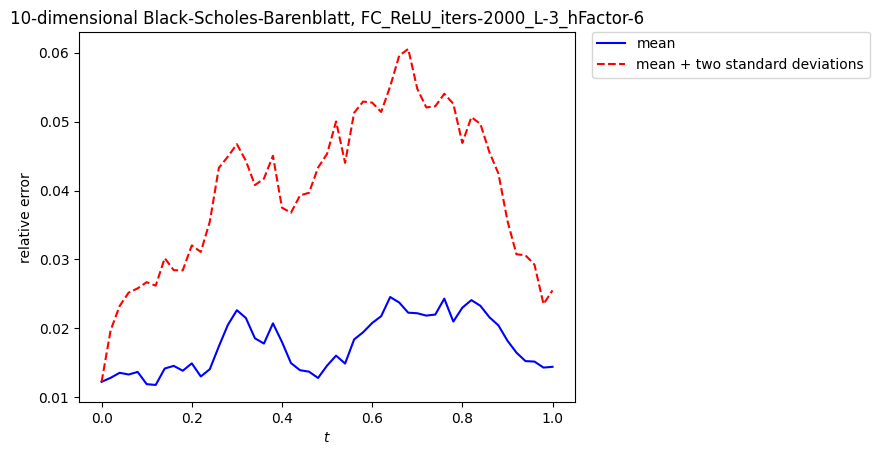 10-dimensional Black-Scholes-Barenblatt, FC_ReLU_iters-2000_L-3_hFactor-6
mean
mean + two standard deviations
relative error
0.06
0.05
0.04
0.03
0.02
0.01
0.0 0.2 0.4 0.6 0.8 1.0
t